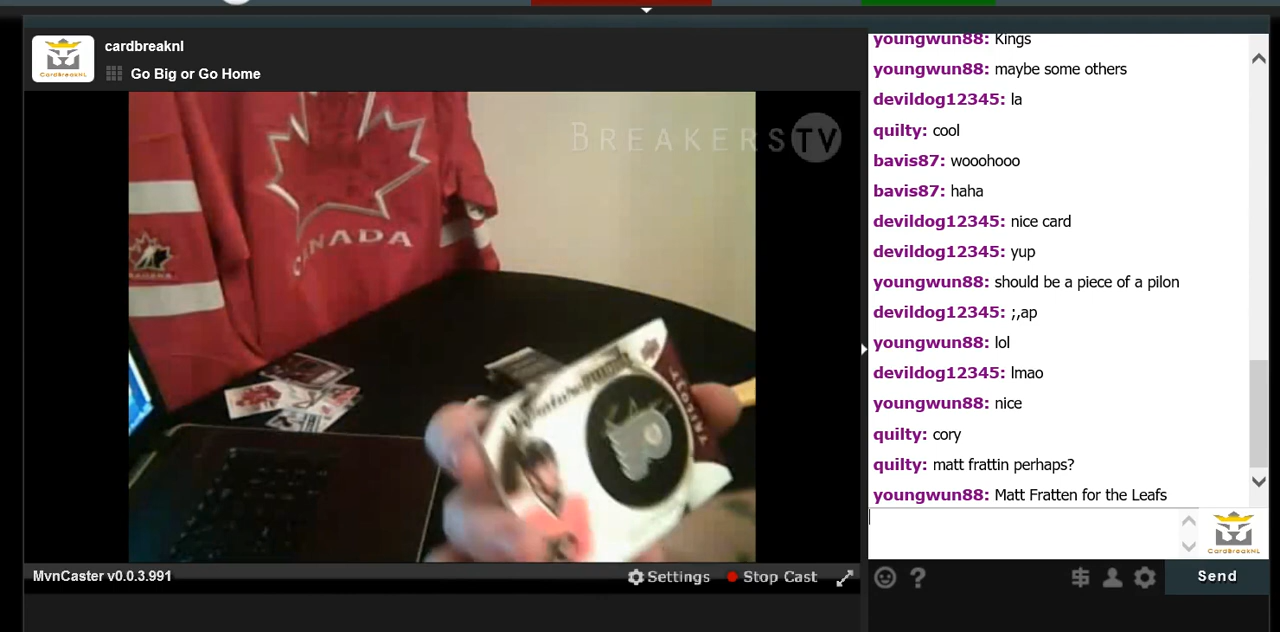 cardbreaknl
Go Big or Go Home
CARDBREAKNL
BREAKERSTV
CANADA
youngwun88: Kings
youngwun88: maybe some others
devildog12345: la
quilty: cool
bavis87: wooohooo
bavis87: haha
devildog12345: nice card
devildog12345: yup
youngwun88: should be a piece of a pilon
devildog12345: ;,ap
youngwun88: lol
devildog12345: lmao
youngwun88: nice
quilty: cory
quilty: matt frattin perhaps?
youngwun88: Matt Fratten for the Leafs
CARDBREAKNL
MvnCaster v0.0.3.991
Settings
Stop Cast
?
Send